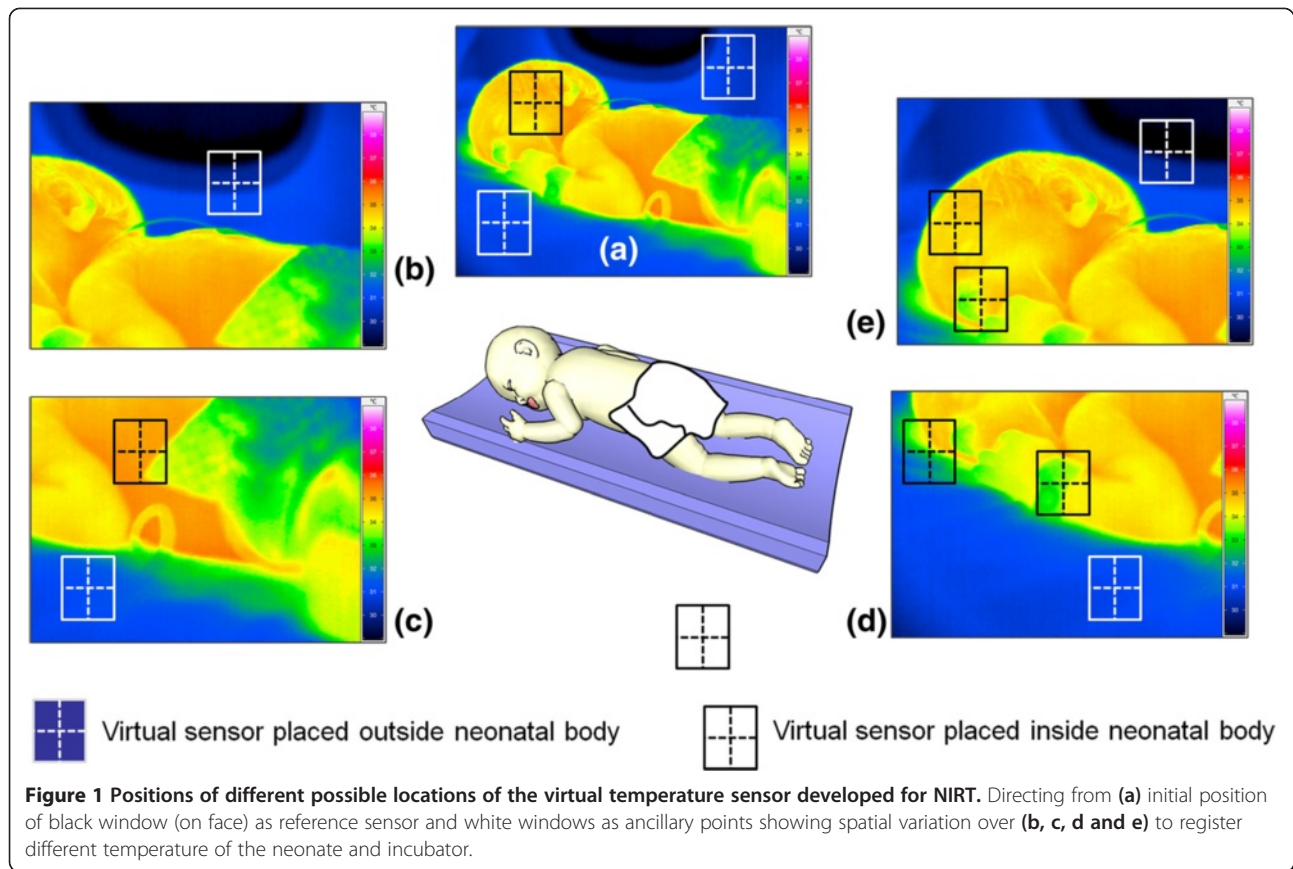 (a)
(b)
(e)
(c)
(d)
Virtual sensor placed outside neonatal body
Virtual sensor placed inside neonatal body
Figure 1 Positions of different possible locations of the virtual temperature sensor developed for NIRT. Directing from (a) initial position
of black window (on face) as reference sensor and white windows as ancillary points showing spatial variation over (b, c, d and e) to register
different temperature of the neonate and incubator.